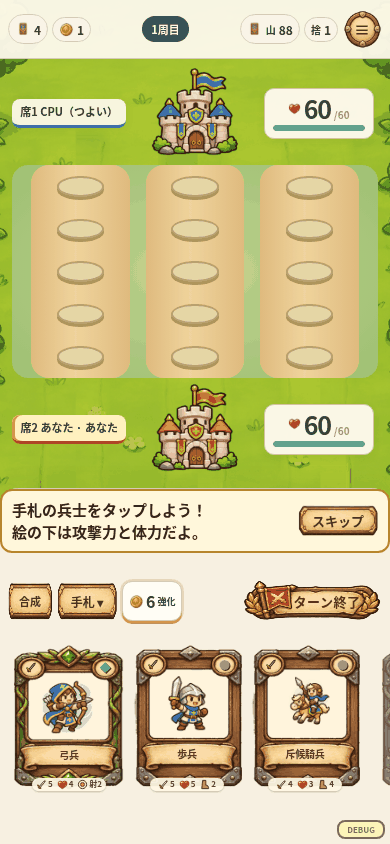 4
1
1周目
山 88
捨 1
席1 CPU（つよい）
60/60
席2 あなた・あなた
60/60
手札の兵士をタップしよう！
絵の下は攻撃力と体力だよ。
スキップ
合成
手札▼
6 強化
ターン終了
弓兵
歩兵
斥候騎兵
5 4 射2
5 5 2
4 3 4
DEBUG